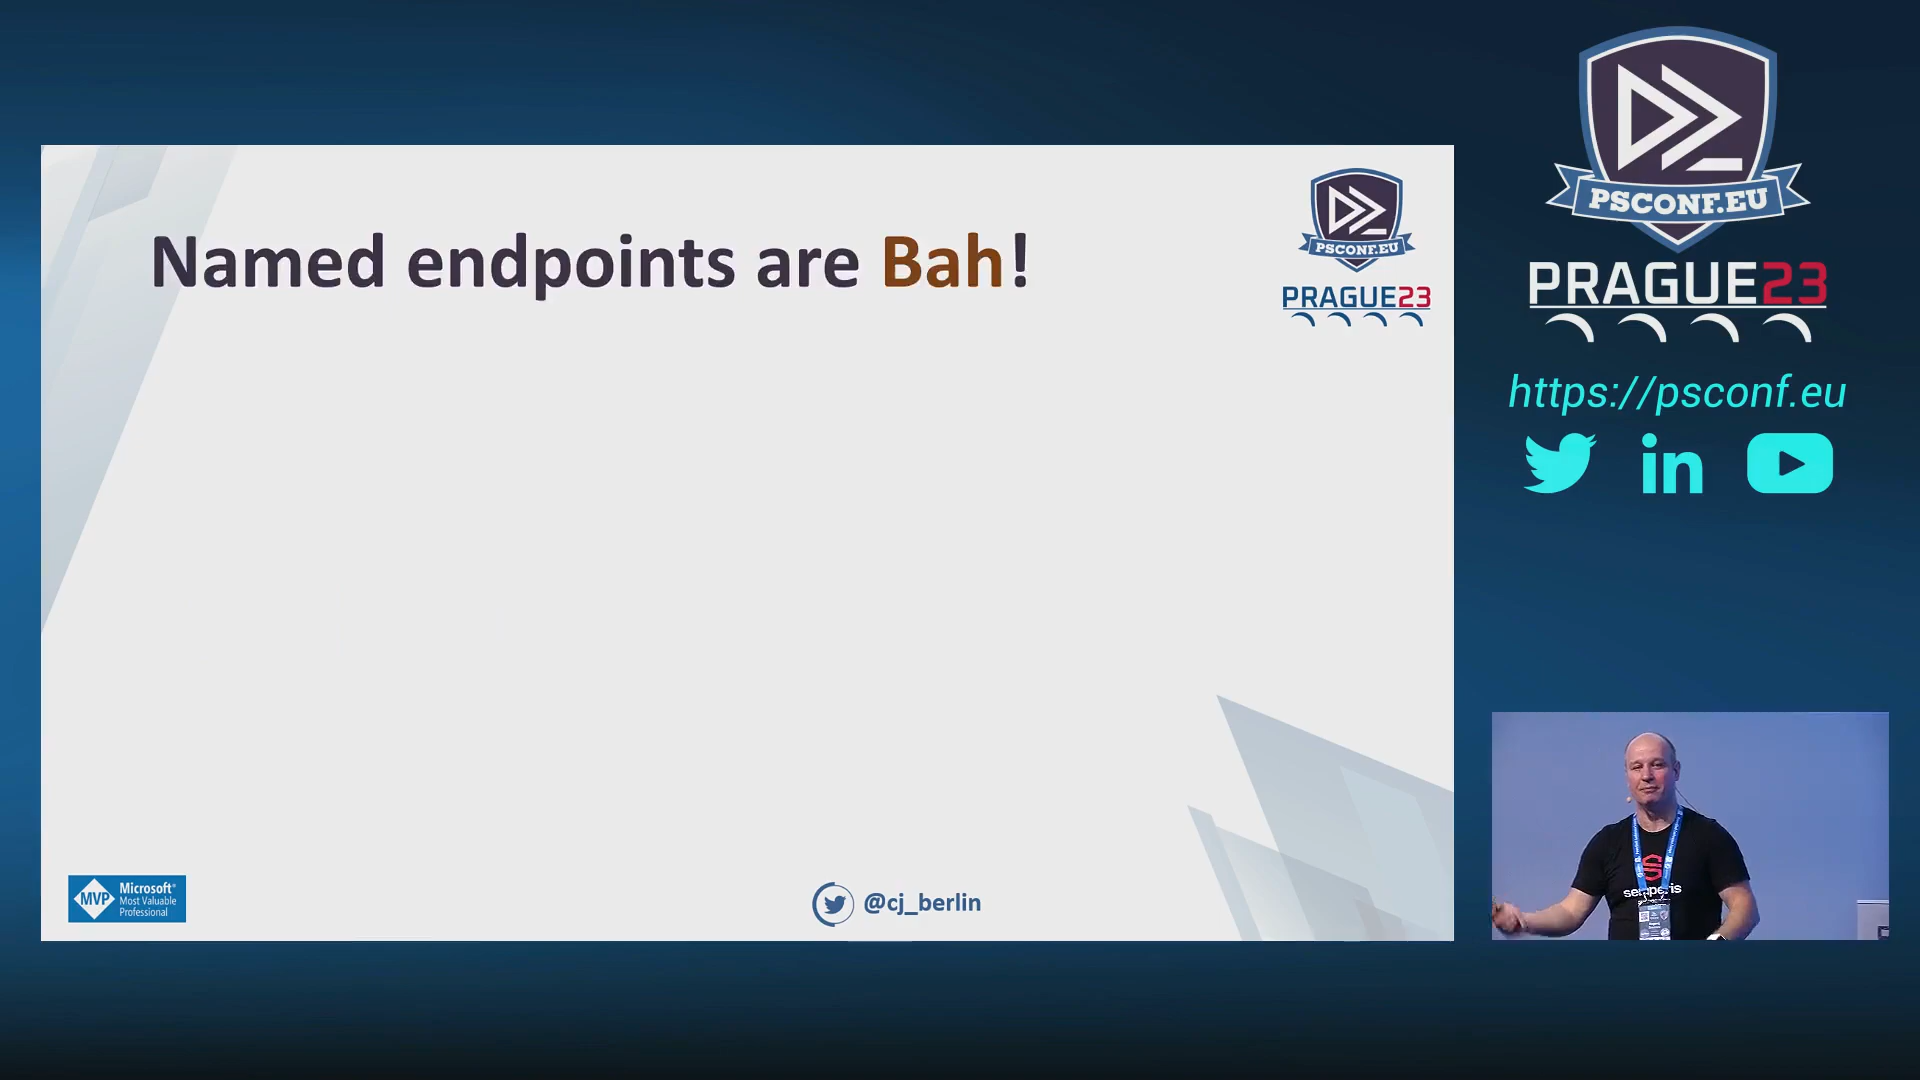 Named endpoints are Bah!
PSCONF.EU
PRAGUE23
MVP
Microsoft®
Most Valuable
Professional
@cj_berlin
PSCONF.EU
PRAGUE23
https://psconf.eu
in
semperis